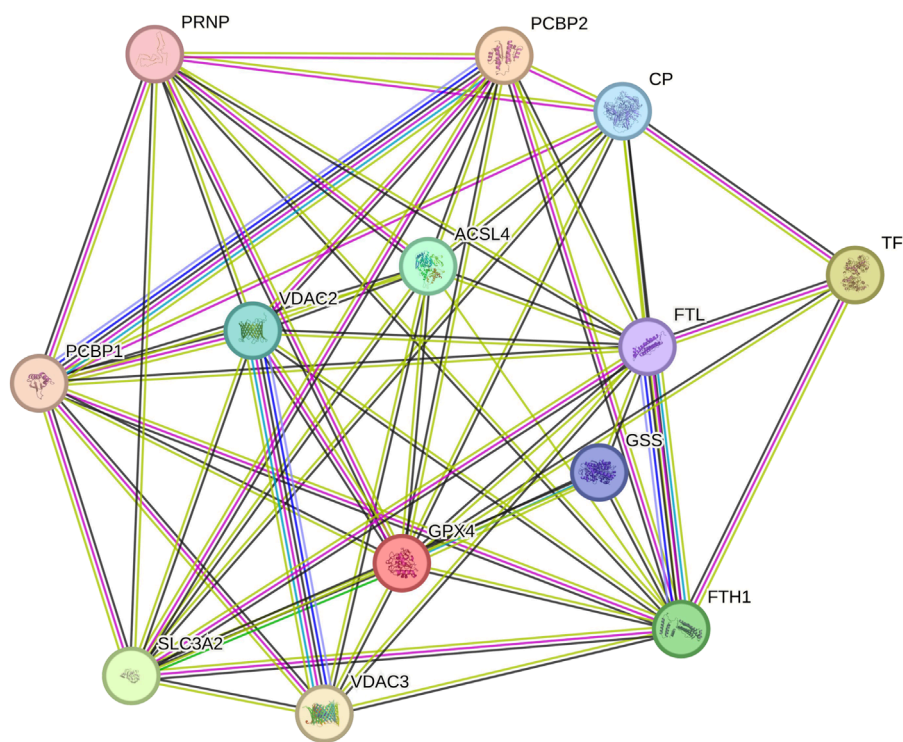 PRNP
PCBP2
CP
ACSL4
TF
VDAC2
FTL
PCBP1
GSS
GPX4
FTH1
SLC3A2
VDAC3